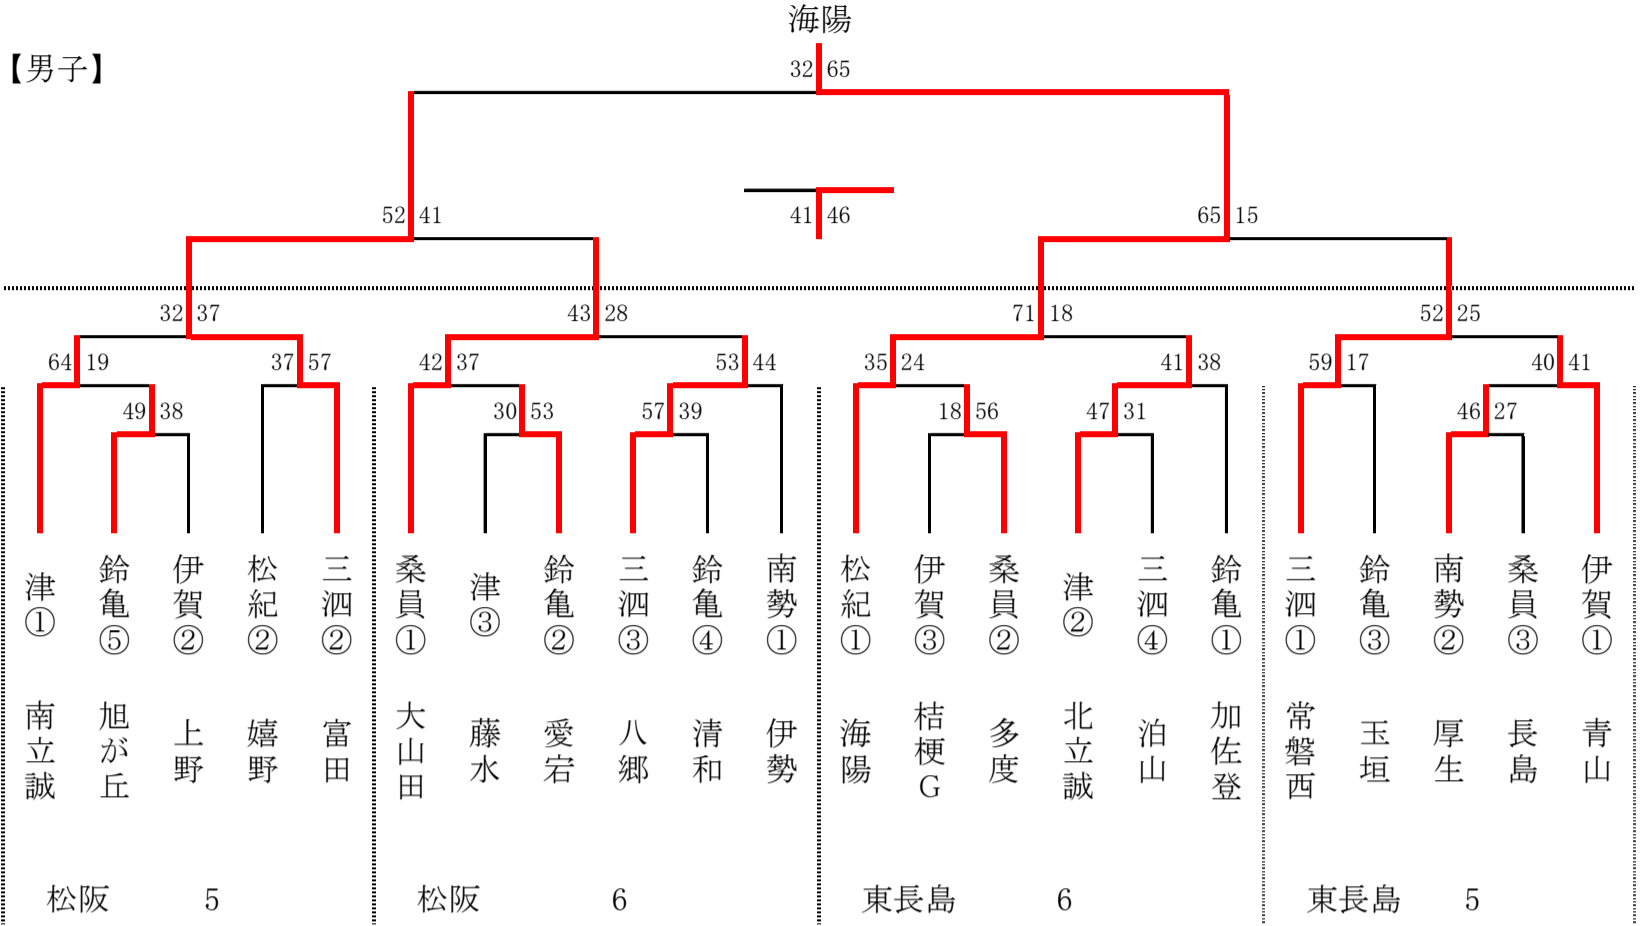 海陽
【男子】
32 65
52 41
41 46
65 15
32 37
43 28
71 18
52 25
64 19
37 57
42 37
53 44
35 24
41 38
59 17
40 41
49 38
30 53
57 39
18 56
47 31
46 27
津①
鈴亀⑤
伊賀②
松紀②
三泗②
桑員①
津③
鈴亀②
三泗③
鈴亀④
南勢①
松紀①
伊賀③
桑員②
津②
三泗④
鈴亀①
三泗①
鈴亀③
南勢②
桑員③
伊賀①
南立誠
旭が丘
上野
嬉野
富田
大山田
藤水
愛宕
八郷
清和
伊勢
海陽
桔梗G
多度
北立誠
泊山
加佐登
常磐西
玉垣
厚生
長島
青山
松阪 5
松阪 6
東長島 6
東長島 5